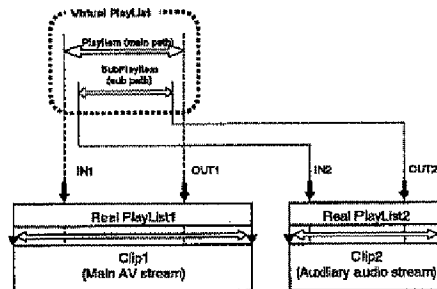 Virtual PlayList
PlayItem (main path)
SubPlayItem
(sub path)
IN1
OUT1
IN2
OUT2
Real PlayList1
Real PlayList2
Clip1
(Main AV stream)
Clip2
(Auxiliary audio stream)